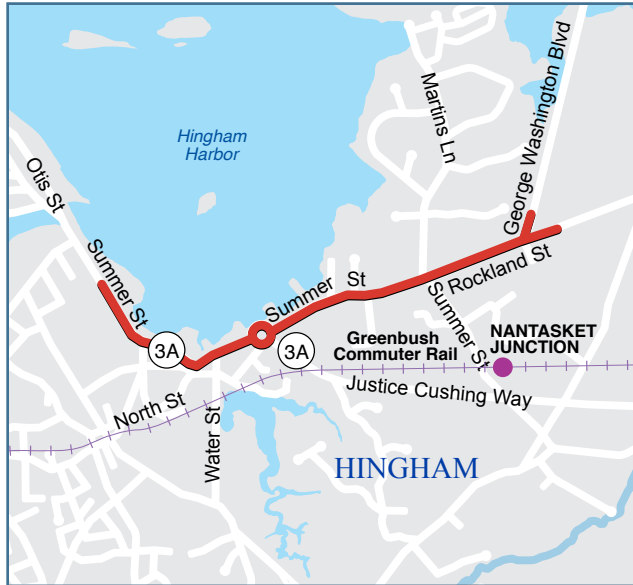 Hingham
Harbor
Martins Ln
George Washington Blvd
Otis St
Summer St
Summer St
Rockland St
Summer St
3A
3A
Greenbush
Commuter Rail
NANTASKET
JUNCTION
Justice Cushing Way
North St
Water St
HINGHAM